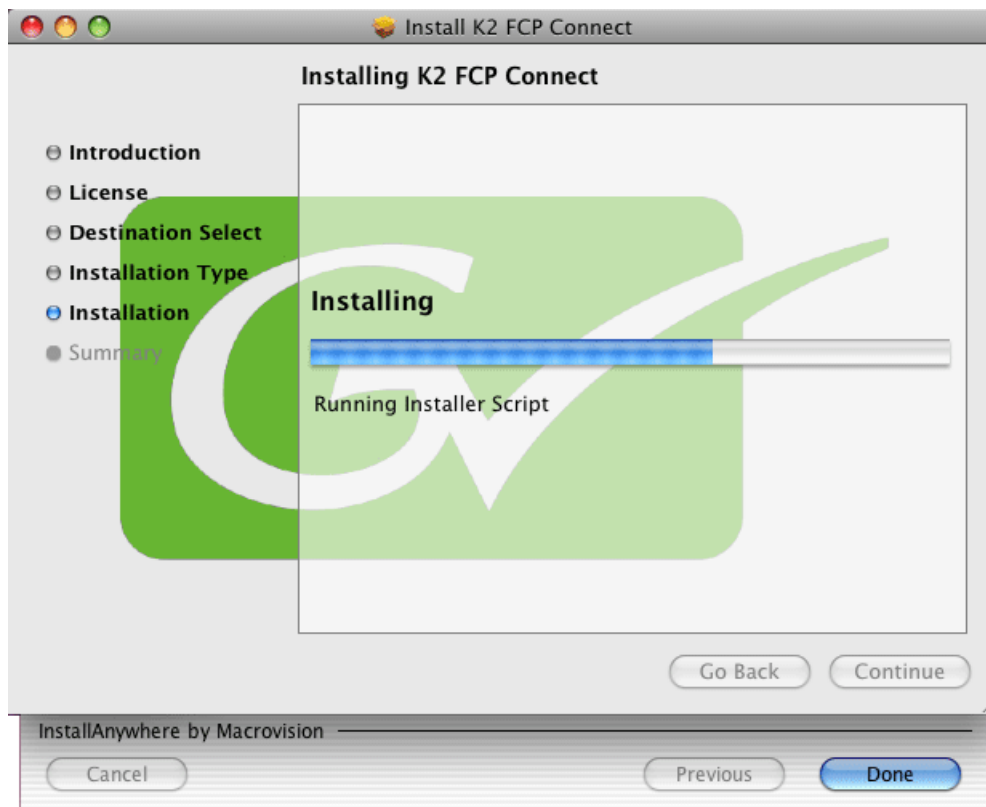 Install K2 FCP Connect
Installing K2 FCP Connect
Introduction
License
Destination Select
Installation Type
Installation
Summary
Installing
Running Installer Script
Go Back
Continue
InstallAnywhere by Macrovision
Cancel
Previous
Done